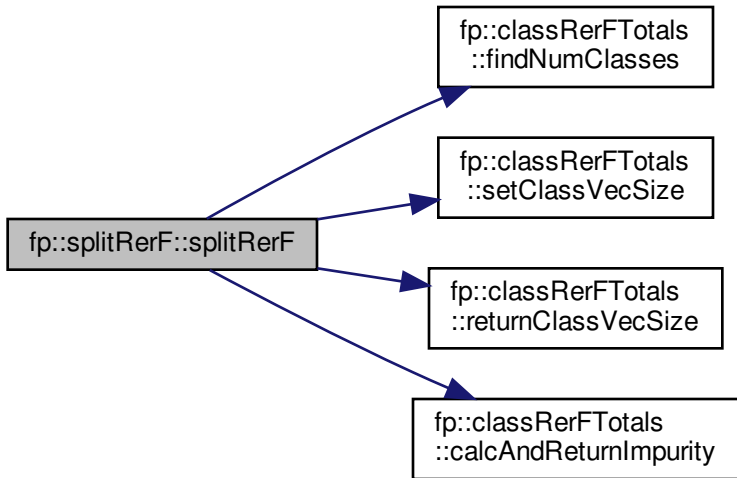 fp::classRerFTotals
::findNumClasses
fp::classRerFTotals
::setClassVecSize
fp::splitRerF::splitRerF
fp::classRerFTotals
::returnClassVecSize
fp::classRerFTotals
::calcAndReturnImpurity